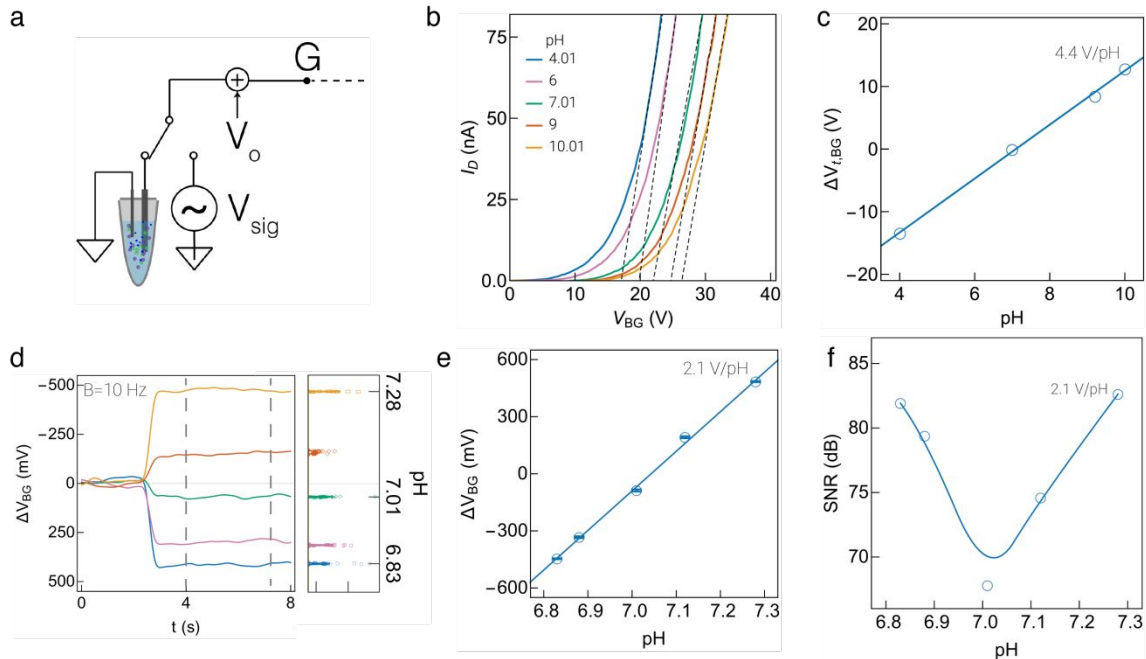 a
G
+
V
o
~
V
sig
b
pH
4.01
6
7.01
9
10.01
75
50
25
0.0
I_D (nA)
0 10 20 30 40
V_BG (V)
c
4.4 V/pH
20
10
0
−10
−20
ΔV_t,BG (V)
4 6 8 10
pH
d
B=10 Hz
−500
−250
0
250
500
ΔV_BG (mV)
0 4 8
t (s)
7.28
7.01
6.83
pH
e
2.1 V/pH
600
300
0
−300
−600
ΔV_BG (mV)
6.8 6.9 7.0 7.1 7.2 7.3
pH
f
2.1 V/pH
85
80
75
70
SNR (dB)
6.8 6.9 7.0 7.1 7.2 7.3
pH